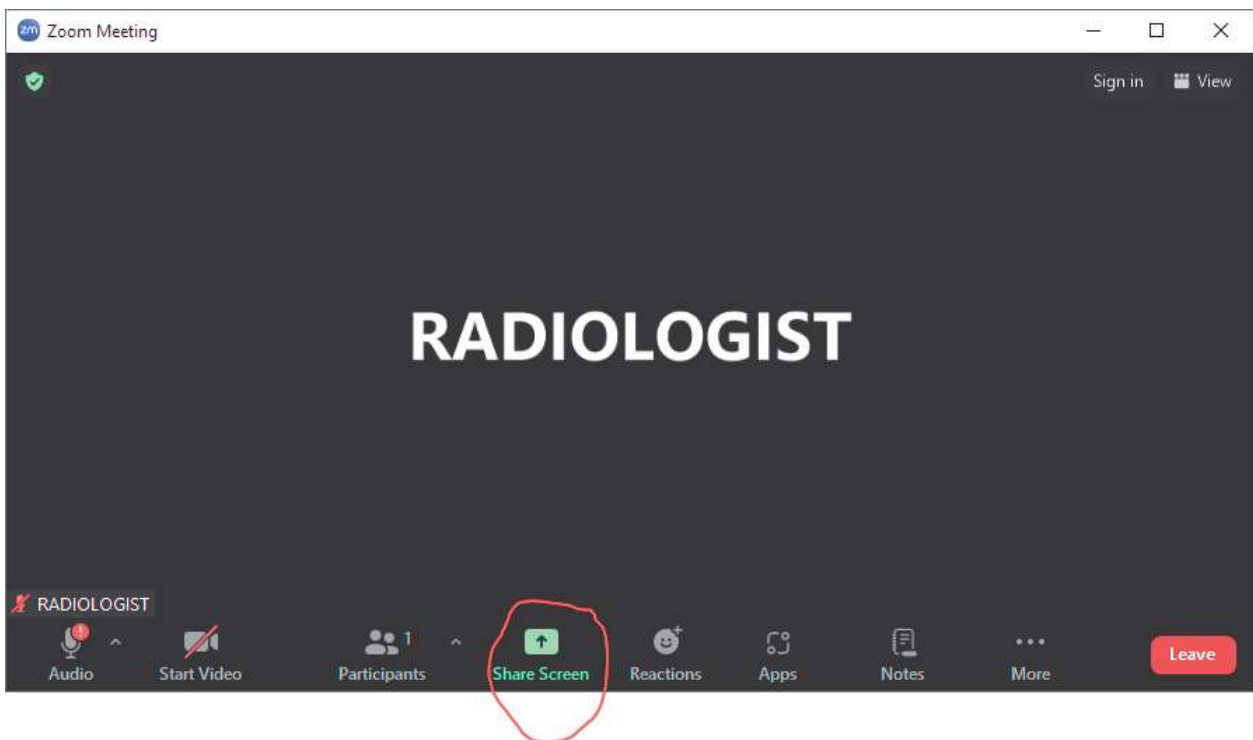 zm Zoom Meeting
Sign in View
RADIOLOGIST
RADIOLOGIST
1
Audio Start Video Participants Share Screen Reactions Apps Notes More Leave